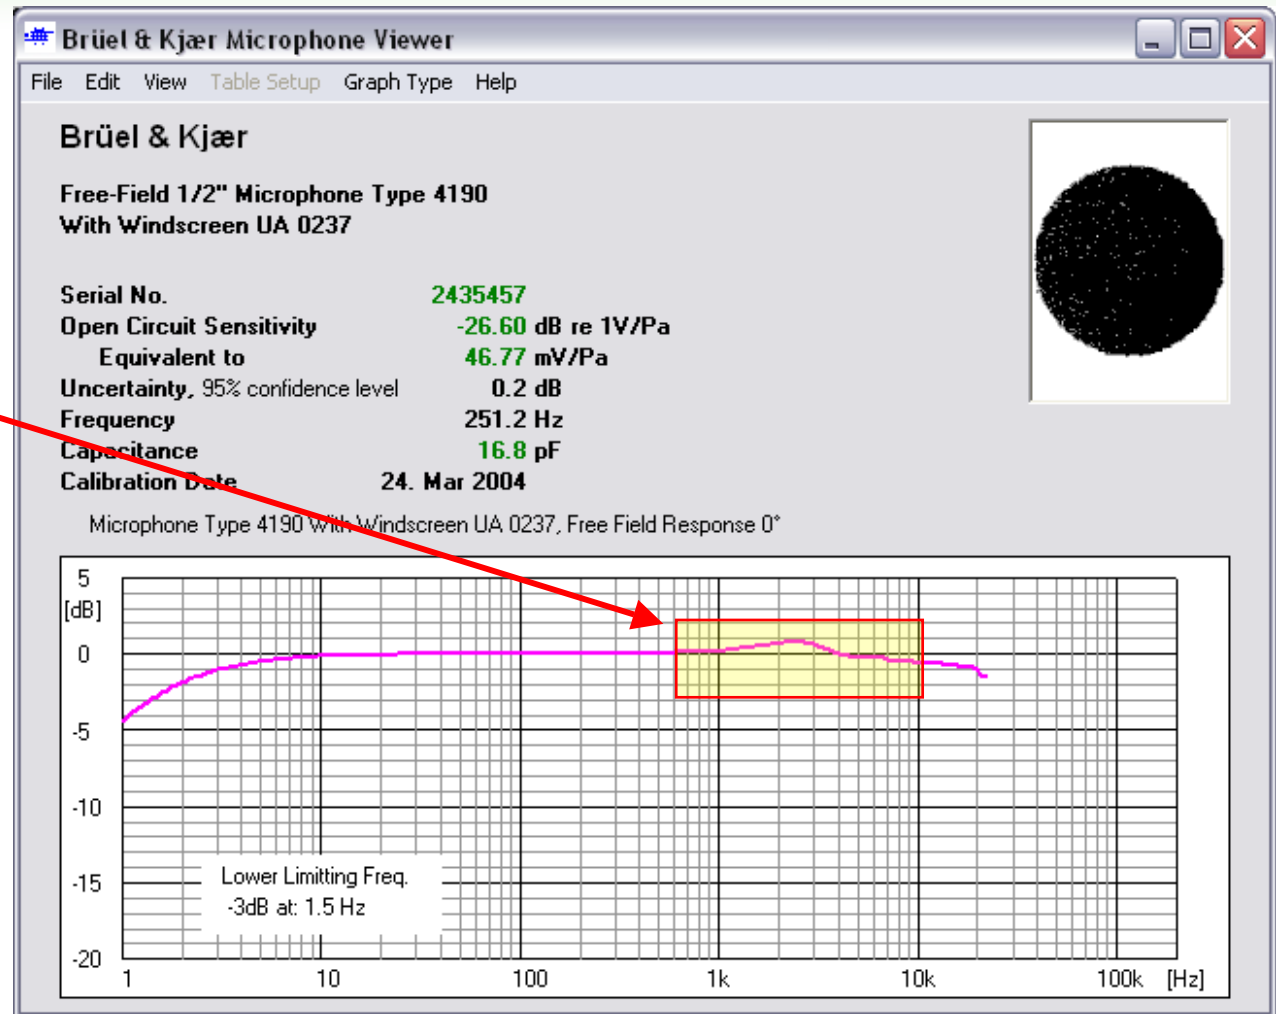 Brüel & Kjær Microphone Viewer
File Edit View Table Setup Graph Type Help
Brüel & Kjær
Free-Field 1/2" Microphone Type 4190
With Windscreen UA 0237
Serial No. 2435457
Open Circuit Sensitivity -26.60 dB re 1V/Pa
Equivalent to 46.77 mV/Pa
Uncertainty, 95% confidence level 0.2 dB
Frequency 251.2 Hz
Capacitance 16.8 pF
Calibration Date 24. Mar 2004
Microphone Type 4190 With Windscreen UA 0237, Free Field Response 0°
5
[dB]
0
-5
-10
-15
Lower Limitting Freq.
-3dB at: 1.5 Hz
-20
1 10 100 1k 10k 100k [Hz]